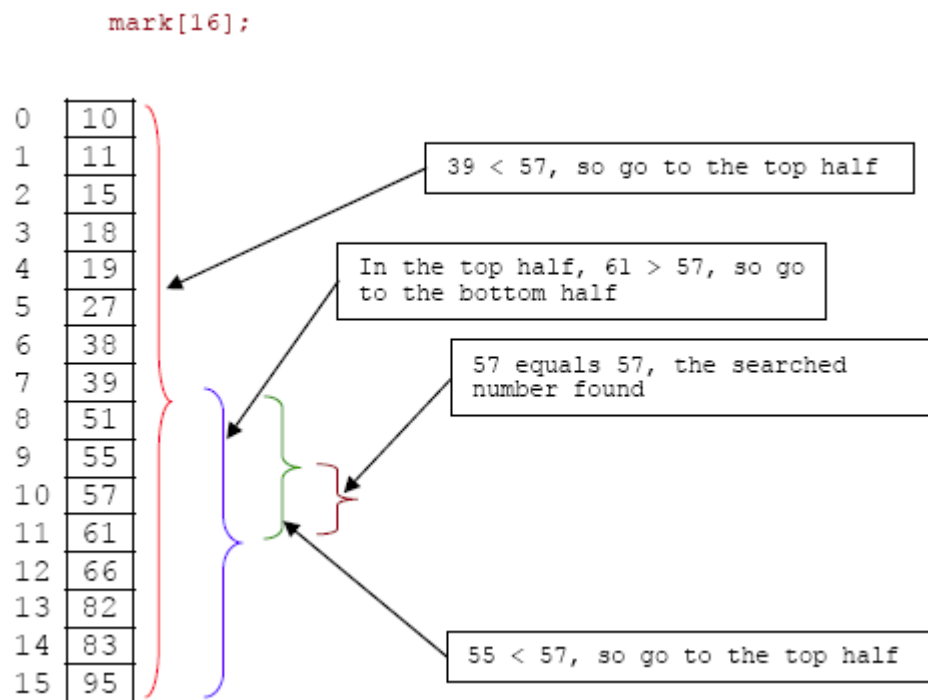 mark[16];
0 10
1 11
2 15
3 18
4 19
5 27
6 38
7 39
8 51
9 55
10 57
11 61
12 66
13 82
14 83
15 95
39 < 57, so go to the top half
In the top half, 61 > 57, so go
to the bottom half
57 equals 57, the searched
number found
55 < 57, so go to the top half